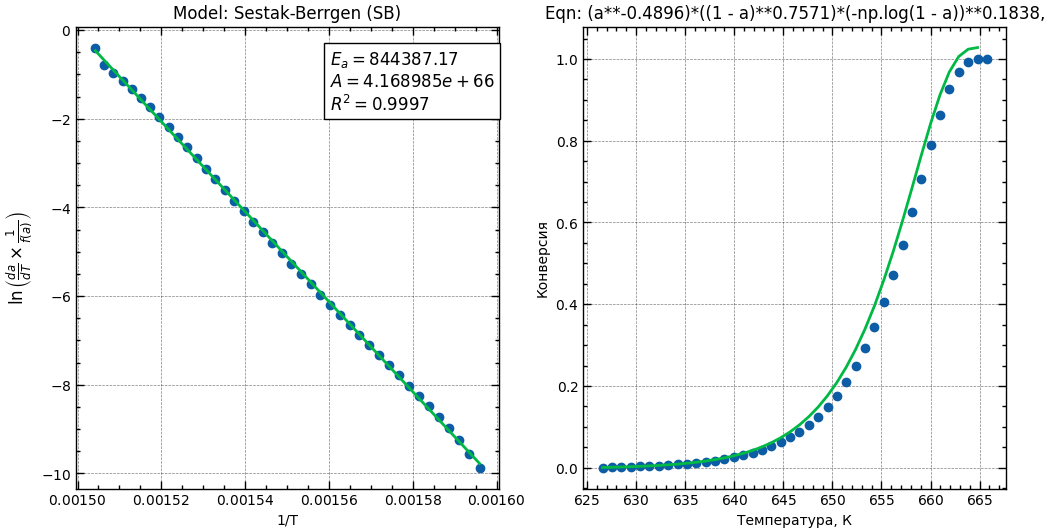 Model: Sestak-Berrgen (SB)
Eqn: (a**-0.4896)*((1 - a)**0.7571)*(-np.log(1 - a))**0.1838,
E_a = 844387.17
A = 4.168985e + 66
R^2 = 0.9997
0
−2
−4
−6
−8
−10
ln(da/dT × 1/f(a))
0.00150 0.00152 0.00154 0.00156 0.00158 0.00160
1/T
1.0
0.8
0.6
0.4
0.2
0.0
Конверсия
625 630 635 640 645 650 655 660 665
Температура, К